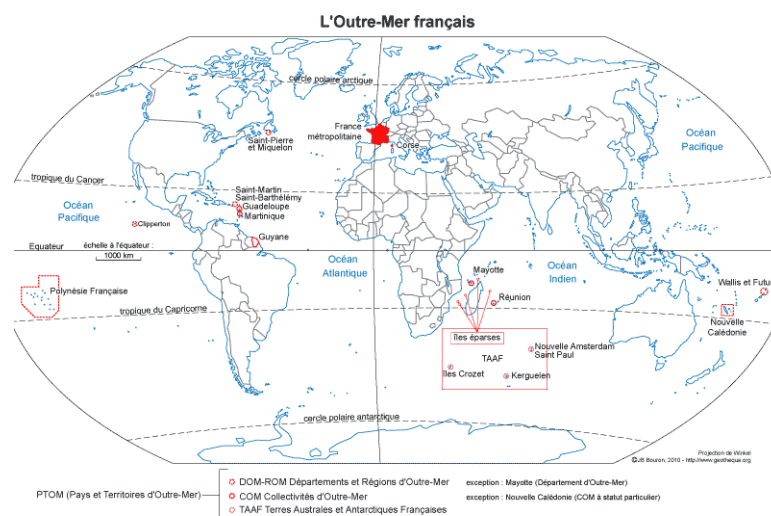 L'Outre-Mer français
cercle polaire arctique
France
métropolitaine
Corse
Saint-Pierre
et Miquelon
Océan
Pacifique
tropique du Cancer
Saint-Martin
Saint-Barthélémy
Guadeloupe
Martinique
Océan
Pacifique
Clipperton
Guyane
Equateur
échelle à l'équateur :
1000 km
Océan
Atlantique
Mayotte
Océan
Indien
Polynésie Française
Réunion
Wallis et Futuna
tropique du Capricorne
Nouvelle
Calédonie
îles éparses
Nouvelle Amsterdam
Saint Paul
TAAF
îles Crozet
Kerguelen
cercle polaire antarctique
Projection de Winkel
©JB Bouron, 2010 - http://www.geotheque.org
PTOM (Pays et Territoires d'Outre-Mer)
DOM-ROM Départements et Régions d'Outre-Mer
exception : Mayotte (Département d'Outre-Mer)
COM Collectivités d'Outre-Mer
exception : Nouvelle Calédonie (COM à statut particulier)
TAAF Terres Australes et Antarctiques Françaises